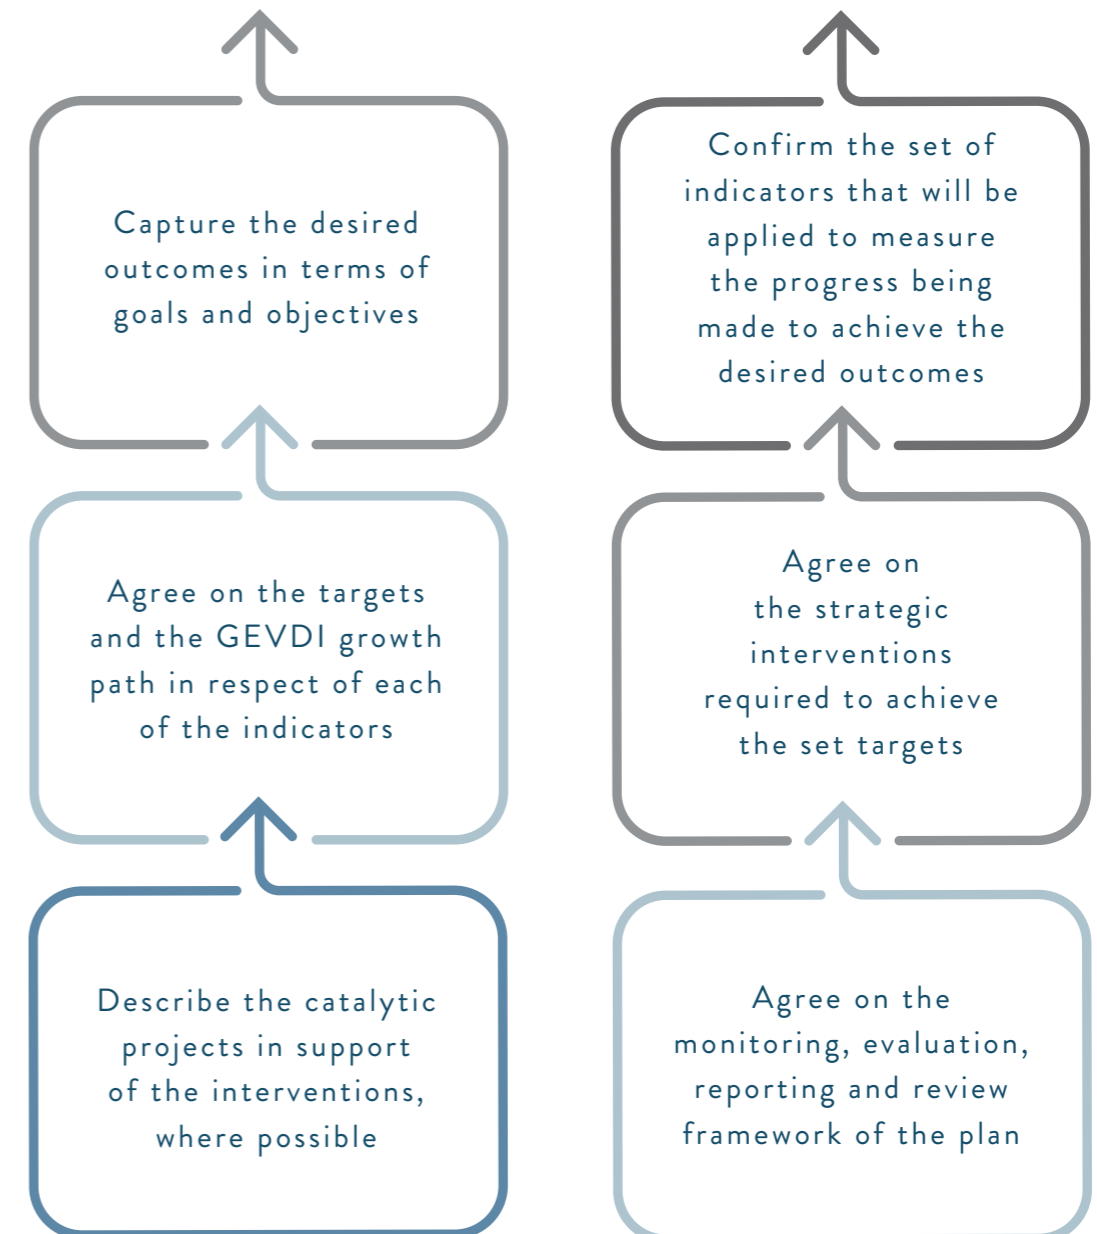 Capture the desired
outcomes in terms of
goals and objectives
Confirm the set of
indicators that will be
applied to measure
the progress being
made to achieve the
desired outcomes
Agree on the targets
and the GEVDI growth
path in respect of each
of the indicators
Agree on
the strategic
interventions
required to achieve
the set targets
Describe the catalytic
projects in support
of the interventions,
where possible
Agree on the
monitoring, evaluation,
reporting and review
framework of the plan